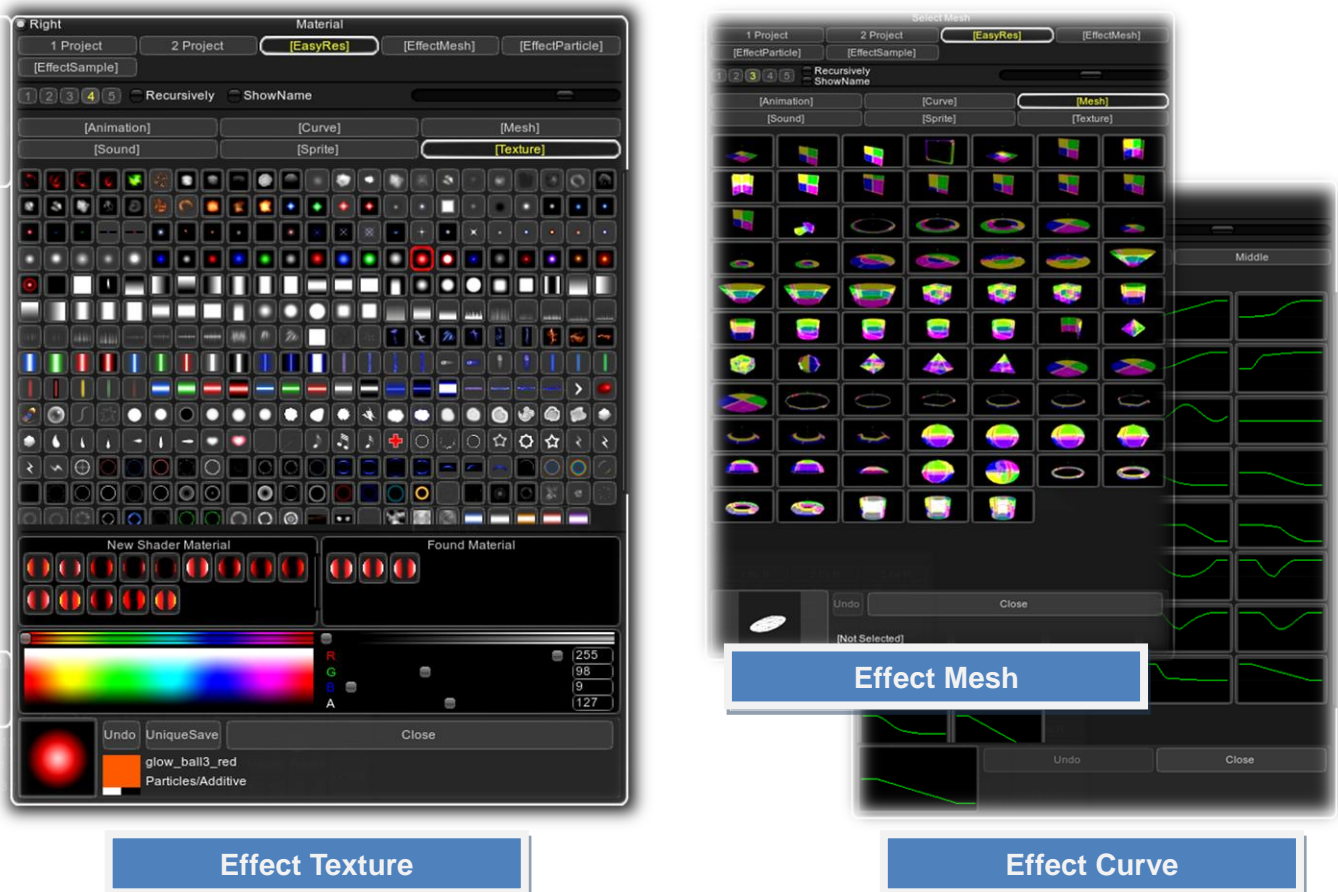 Right
Material
1 Project
2 Project
[EasyRes]
[EffectMesh]
[EffectParticle]
[EffectSample]
1 2 3 4 5
Recursively
ShowName
[Animation]
[Curve]
[Mesh]
[Sound]
[Sprite]
[Texture]
New Shader Material
Found Material
R
255
G
98
B
9
A
127
Undo
UniqueSave
Close
glow_ball3_red
Particles/Additive
Effect Texture
Select Mesh
1 Project
2 Project
[EasyRes]
[EffectMesh]
[EffectParticle]
[EffectSample]
1 2 3 4 5
Recursively
ShowName
[Animation]
[Curve]
[Mesh]
[Sound]
[Sprite]
[Texture]
Undo
Close
[Not Selected]
Effect Mesh
Middle
Undo
Close
Effect Curve